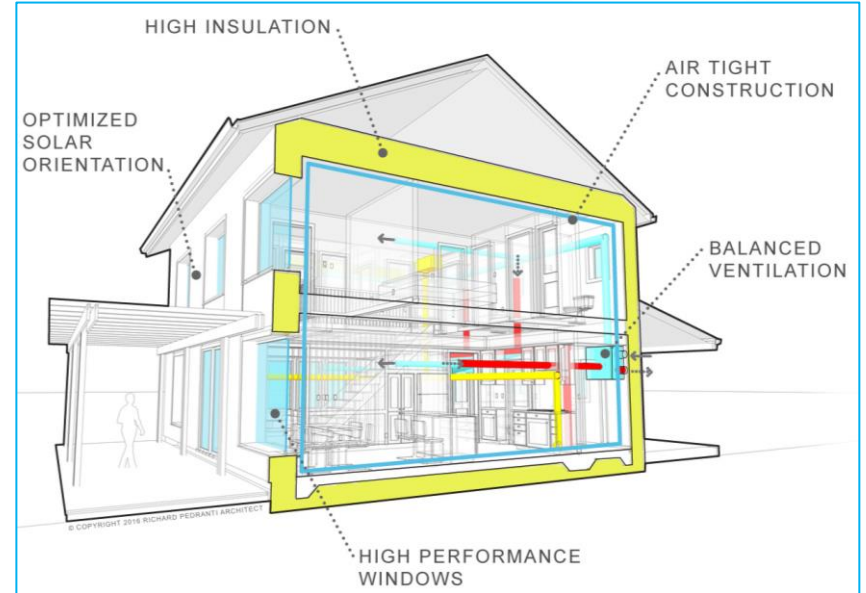 HIGH INSULATION
AIR TIGHT
CONSTRUCTION
OPTIMIZED
SOLAR
ORIENTATION
BALANCED
VENTILATION
© COPYRIGHT 2016 RICHARD PEDRANTI ARCHITECT
HIGH PERFORMANCE
WINDOWS